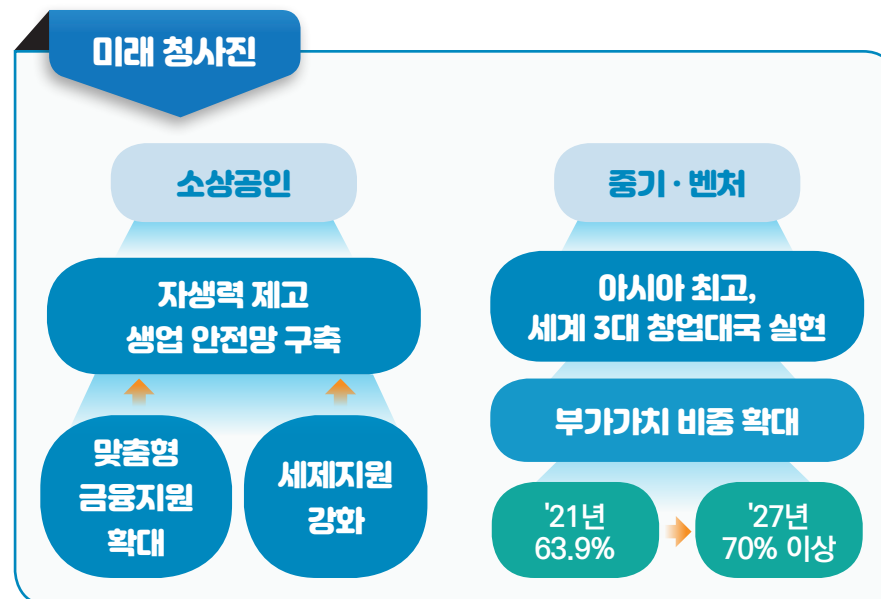 미래 청사진
소상공인
자생력 제고
생업 안전망 구축
맞춤형
금융지원
확대
세제지원
강화
중기·벤처
아시아 최고,
세계 3대 창업대국 실현
부가가치 비중 확대
'21년
63.9%
'27년
70% 이상